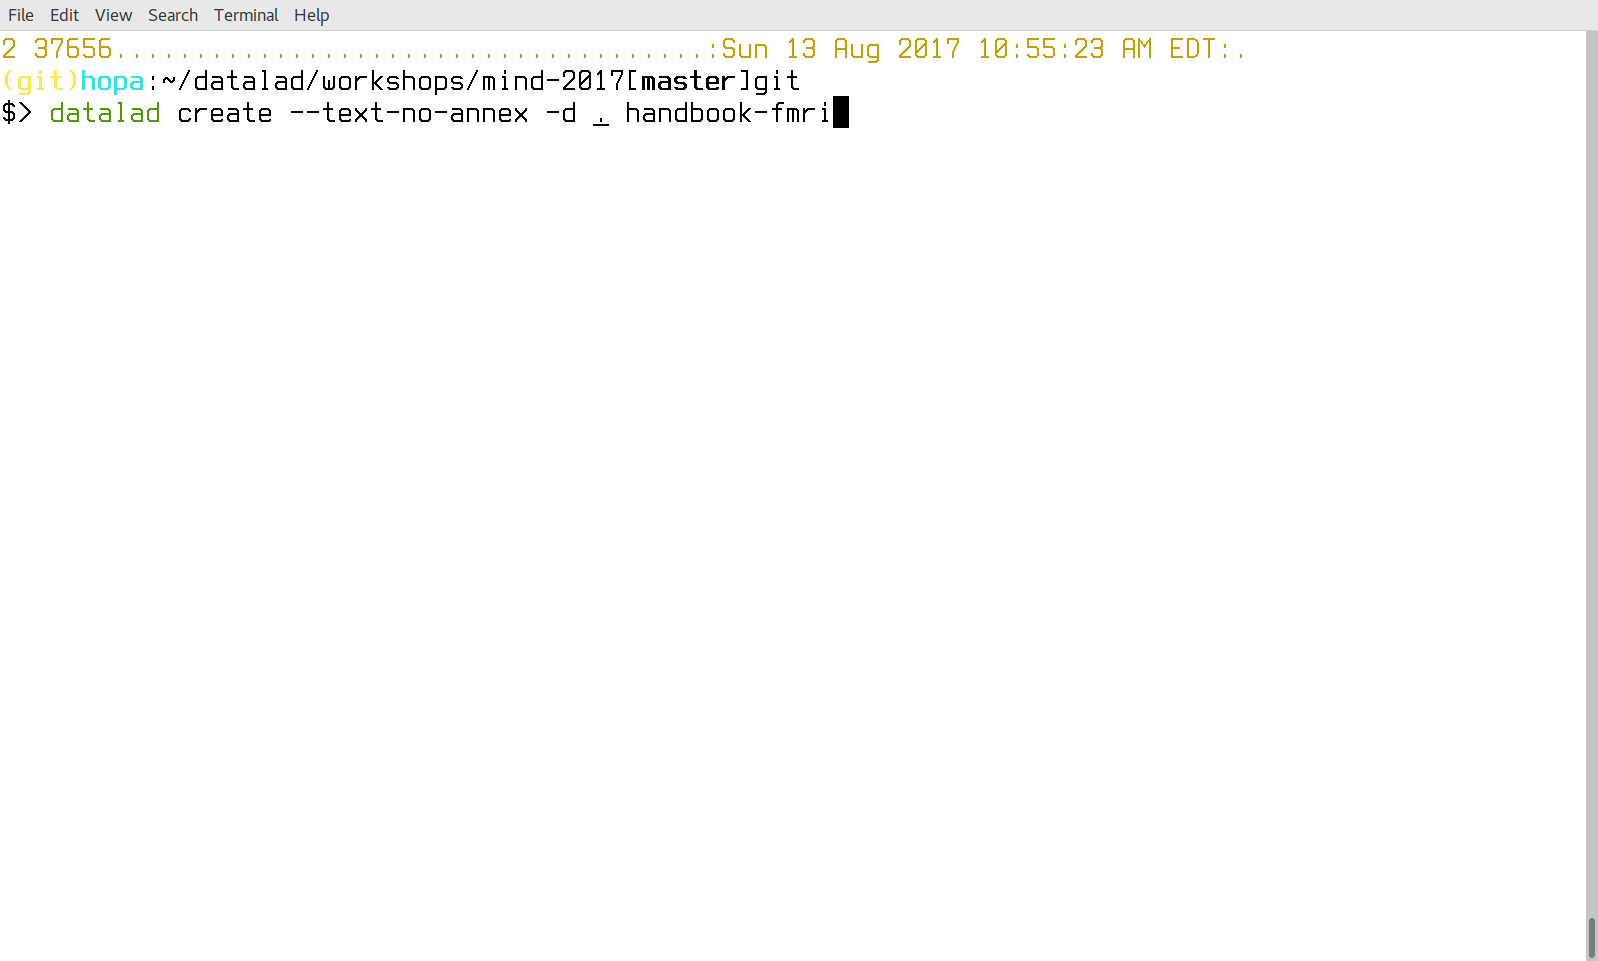 File Edit View Search Terminal Help
2 37656.....................................:Sun 13 Aug 2017 10:55:23 AM EDT:.
(git)hopa:~/datalad/workshops/mind-2017[master]git
$> datalad create --text-no-annex -d . handbook-fmri